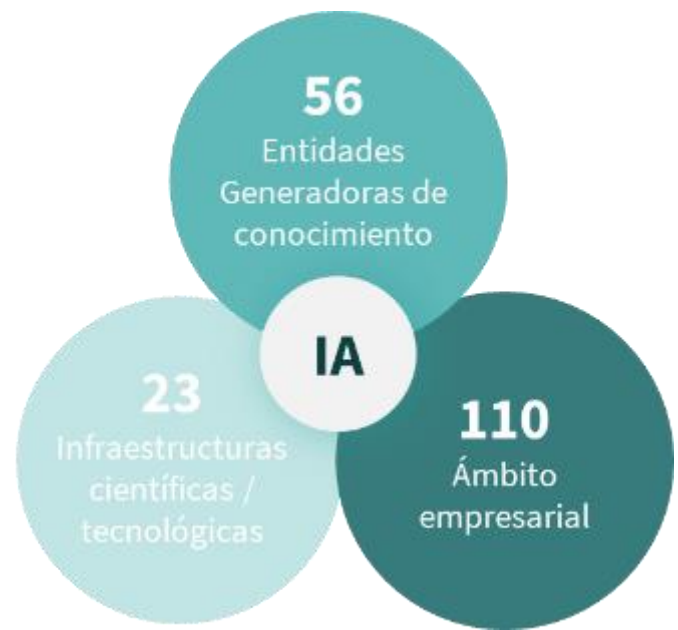 56
Entidades
Generadoras de
conocimiento
IA
23
Infraestructuras
científicas /
tecnológicas
110
Ámbito
empresarial